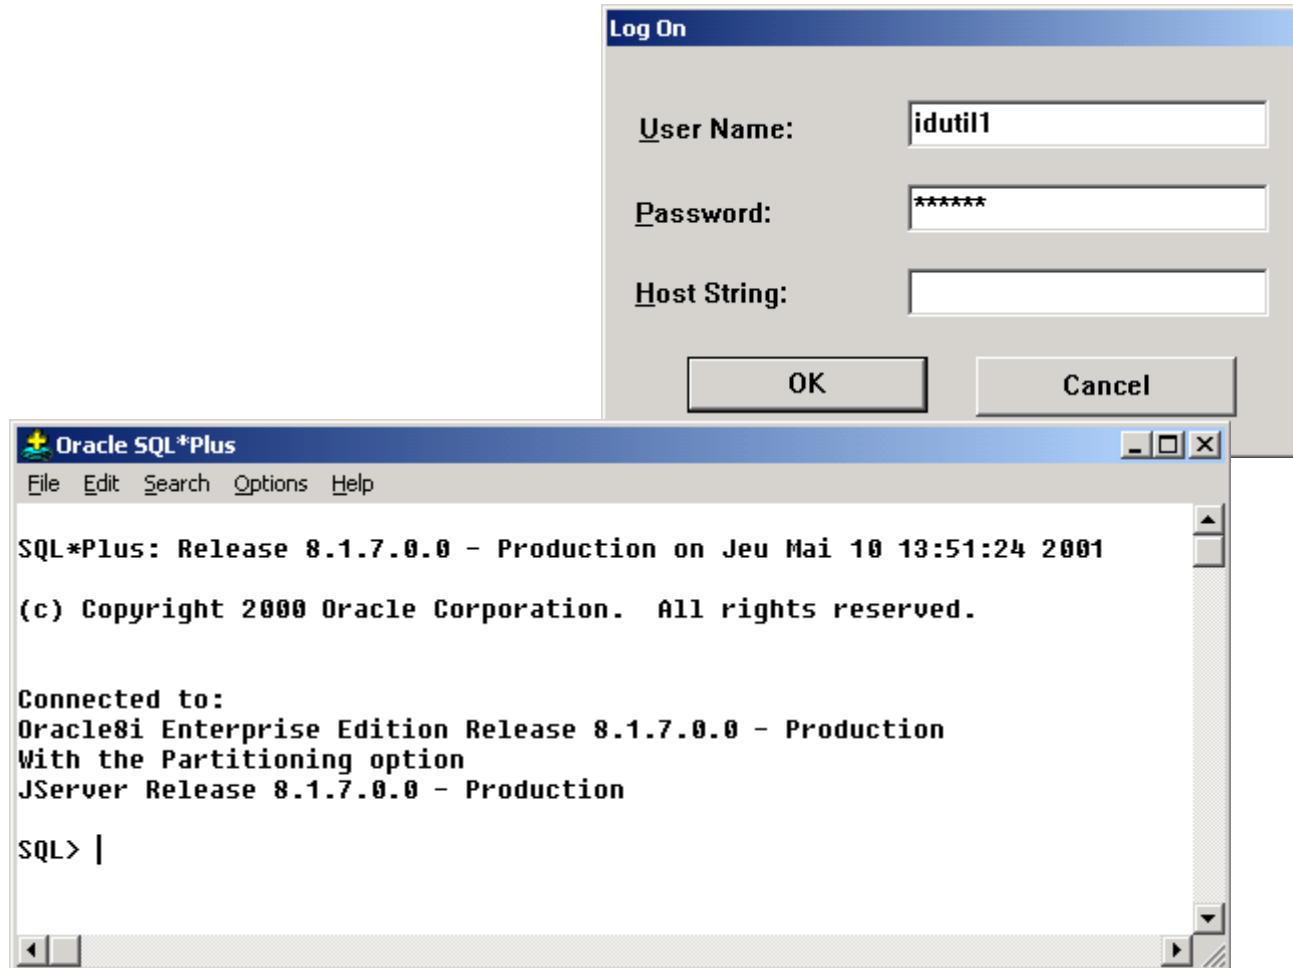 Log On
User Name:
idutil1
Password:
******
Host String:
OK
Cancel
Oracle SQL*Plus
File Edit Search Options Help
SQL*Plus: Release 8.1.7.0.0 - Production on Jeu Mai 10 13:51:24 2001
(c) Copyright 2000 Oracle Corporation.  All rights reserved.
Connected to:
Oracle8i Enterprise Edition Release 8.1.7.0.0 - Production
With the Partitioning option
JServer Release 8.1.7.0.0 - Production
SQL>